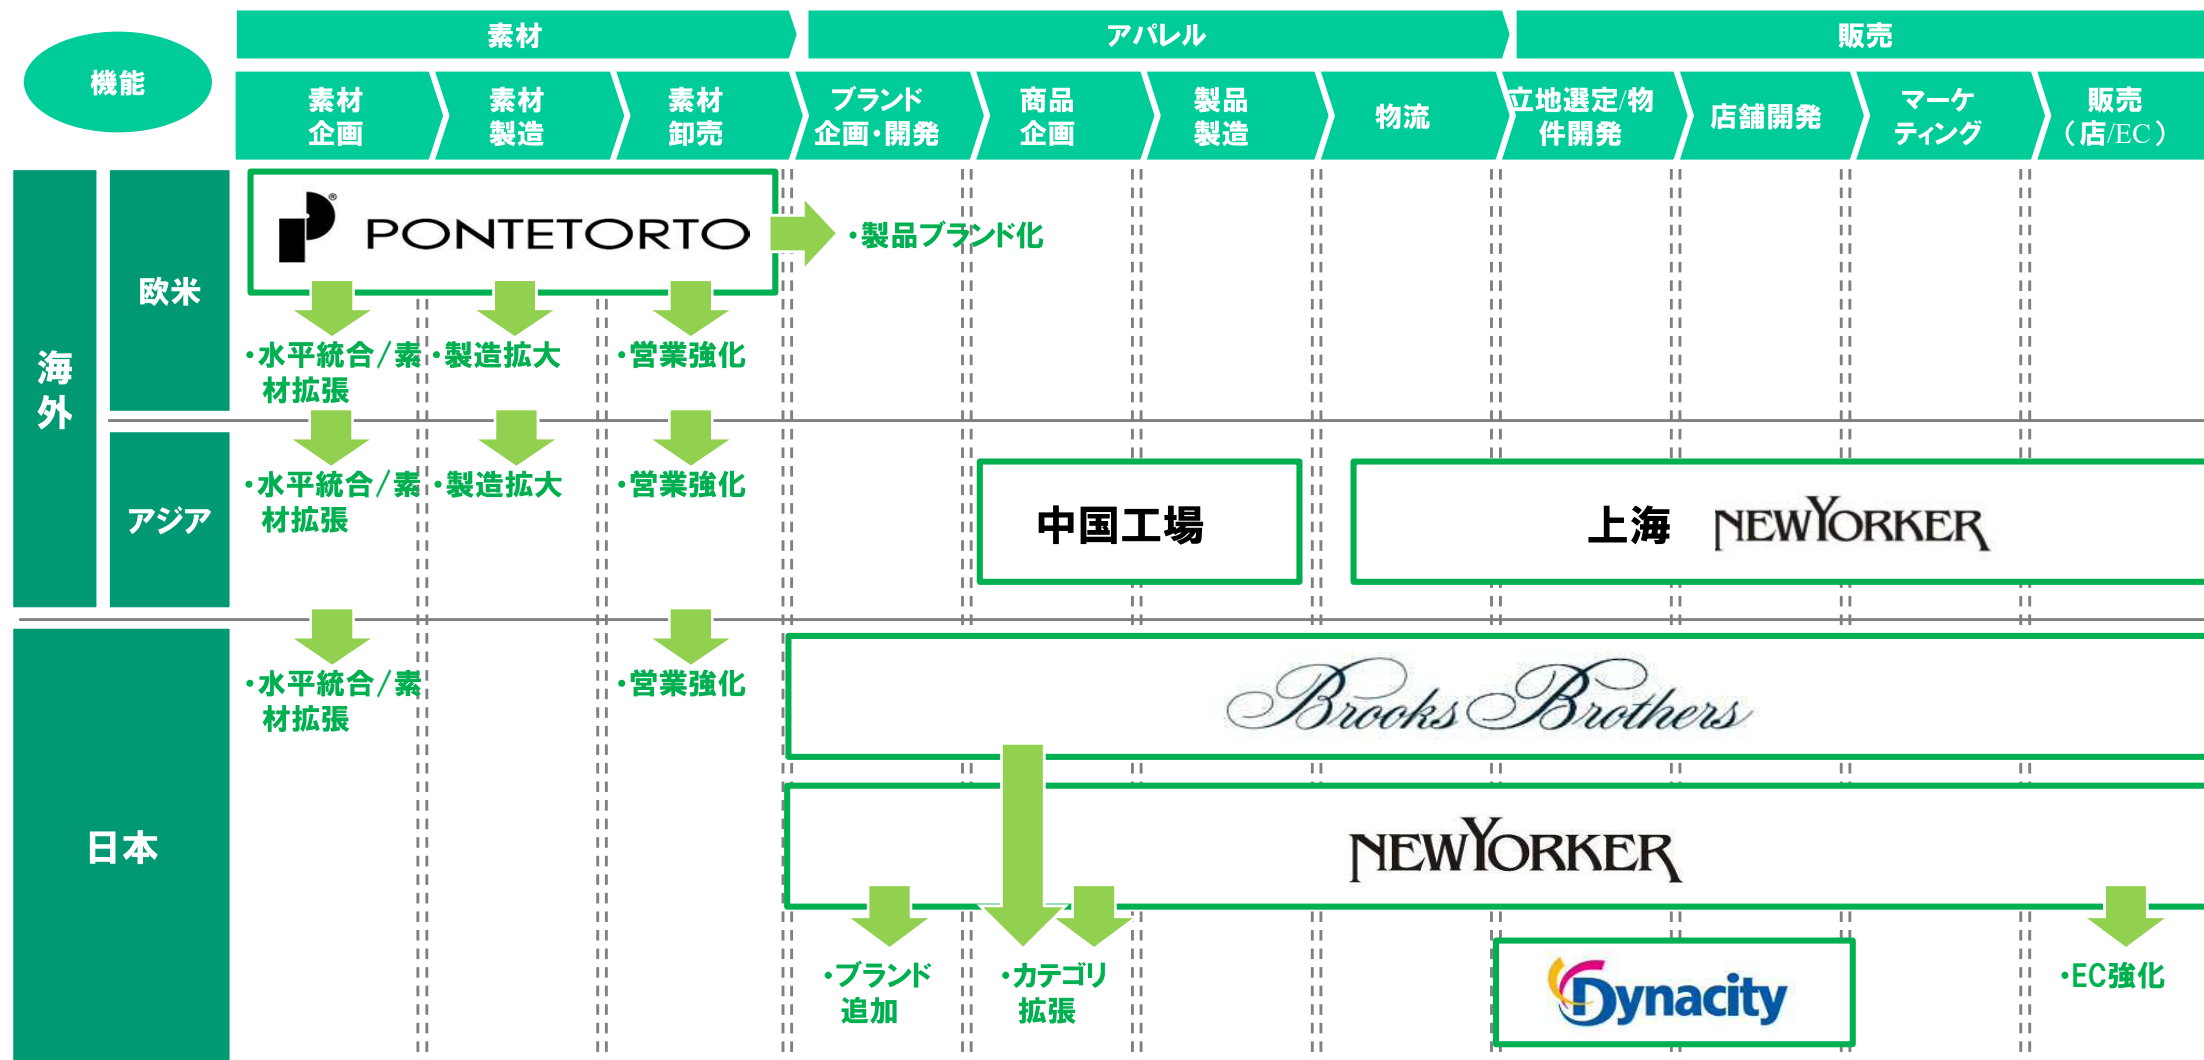 機能
素材
アパレル
販売
素材
企画
素材
製造
素材
卸売
ブランド
企画・開発
商品
企画
製品
製造
物流
立地選定/物
件開発
店舗開発
マーケ
ティング
販売
（店/EC）
海外
欧米
PONTETORTO
®
・製品ブランド化
・水平統合/素
材拡張
・製造拡大
・営業強化
アジア
・水平統合/素
材拡張
・製造拡大
・営業強化
中国工場
上海 NEWYORKER
日本
・水平統合/素
材拡張
・営業強化
Brooks Brothers
NEWYORKER
・ブランド
追加
・カテゴリ
拡張
Dynacity
・EC強化